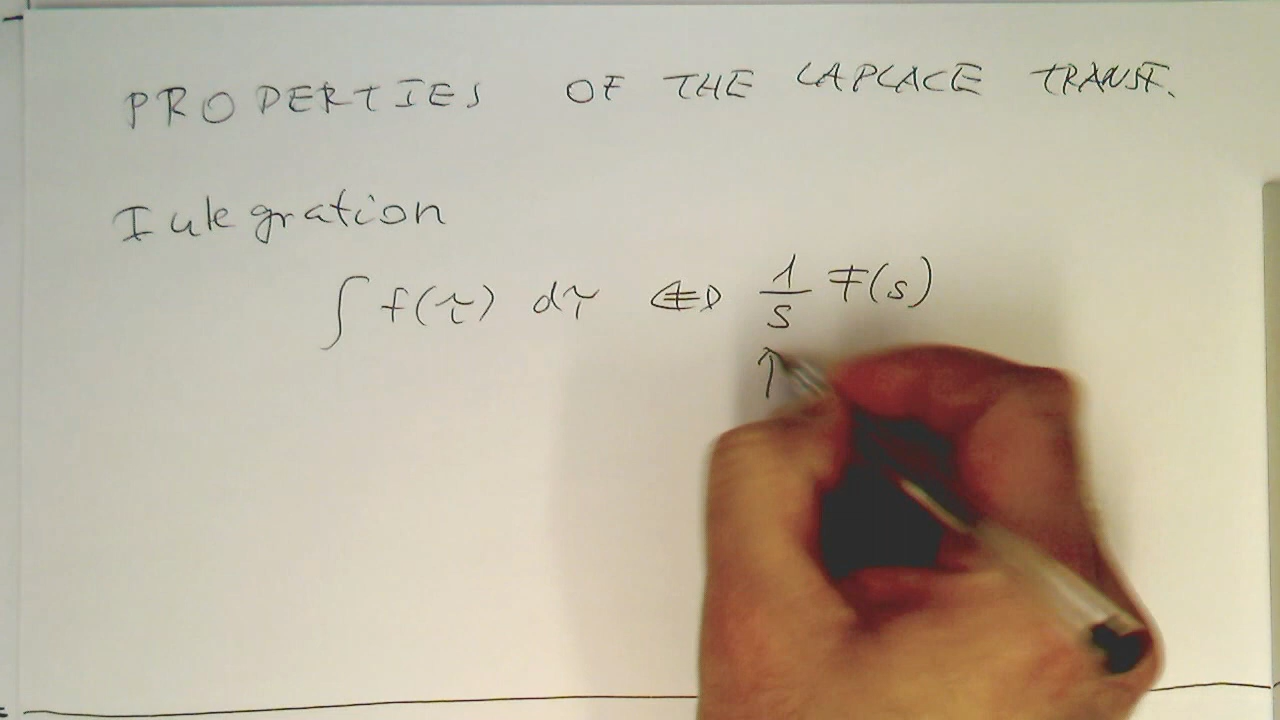 PROPERTIES OF THE LAPLACE TRANSF.
Integration
∫ f(τ) dτ ⇔ 1/s F(s)
↑